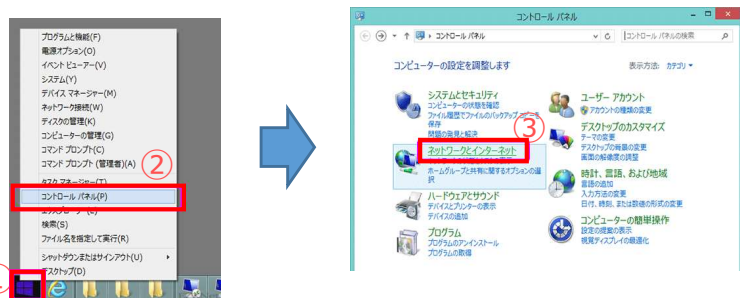 プログラムと機能(F)
電源オプション(O)
イベント ビューアー(V)
システム(Y)
デバイス マネージャー(M)
ネットワーク接続(W)
ディスクの管理(K)
コンピューターの管理(G)
コマンド プロンプト(C)
コマンド プロンプト (管理者)(A)
②
タスク マネージャー(T)
コントロール パネル(P)
エクスプローラー(E)
検索(S)
ファイル名を指定して実行(R)
シャットダウンまたはサインアウト(U)
デスクトップ(D)
コントロール パネル
コントロール パネル
コントロール パネルの検索
コンピューターの設定を調整します
表示方法: カテゴリ
システムとセキュリティ
コンピューターの状態を確認
ファイル履歴でファイルのバックアップ コピーを
保存
問題の発見と解決
③
ネットワークとインターネット
ホームグループと共有に関するオプションの選
択
ハードウェアとサウンド
デバイスとプリンターの表示
デバイスの追加
プログラム
プログラムのアンインストール
プログラムの取得
ユーザー アカウント
アカウントの種類の変更
デスクトップのカスタマイズ
テーマの変更
デスクトップの背景の変更
画面の解像度の調整
時計、言語、および地域
言語の追加
入力方法の変更
日付、時刻、または数値の形式の変更
コンピューターの簡単操作
設定の提案の表示
視覚ディスプレイの最適化